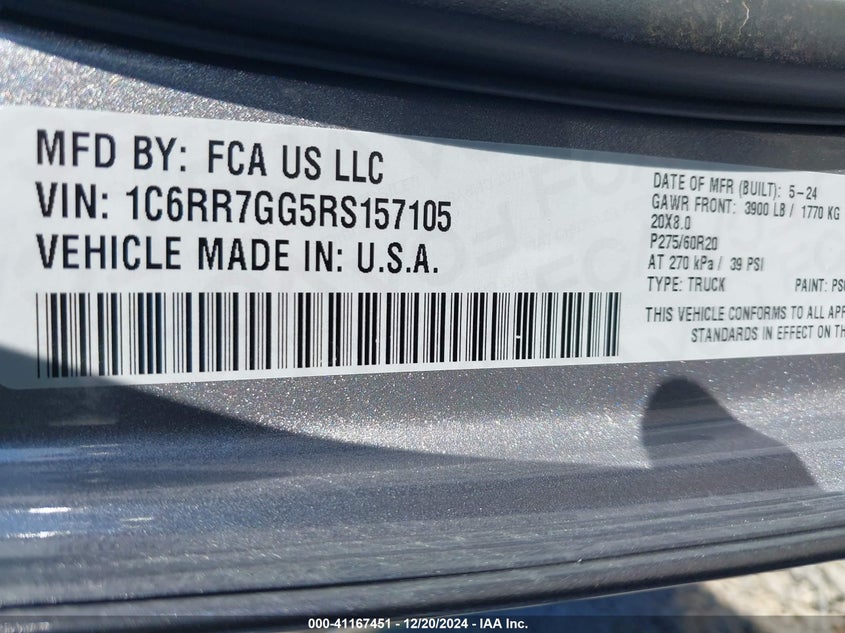 MFD BY: FCA US LLC
VIN: 1C6RR7GG5RS157105
VEHICLE MADE IN: U.S.A.
DATE OF MFR (BUILT): 5-24
GAWR FRONT: 3900 LB / 1770 KG
20X8.0
P275/60R20
AT 270 kPa / 39 PSI
TYPE: TRUCK PAINT:
THIS VEHICLE CONFORMS TO ALL
STANDARDS IN EFFECT ON
000-41167451 - 12/20/2024 - IAA Inc.